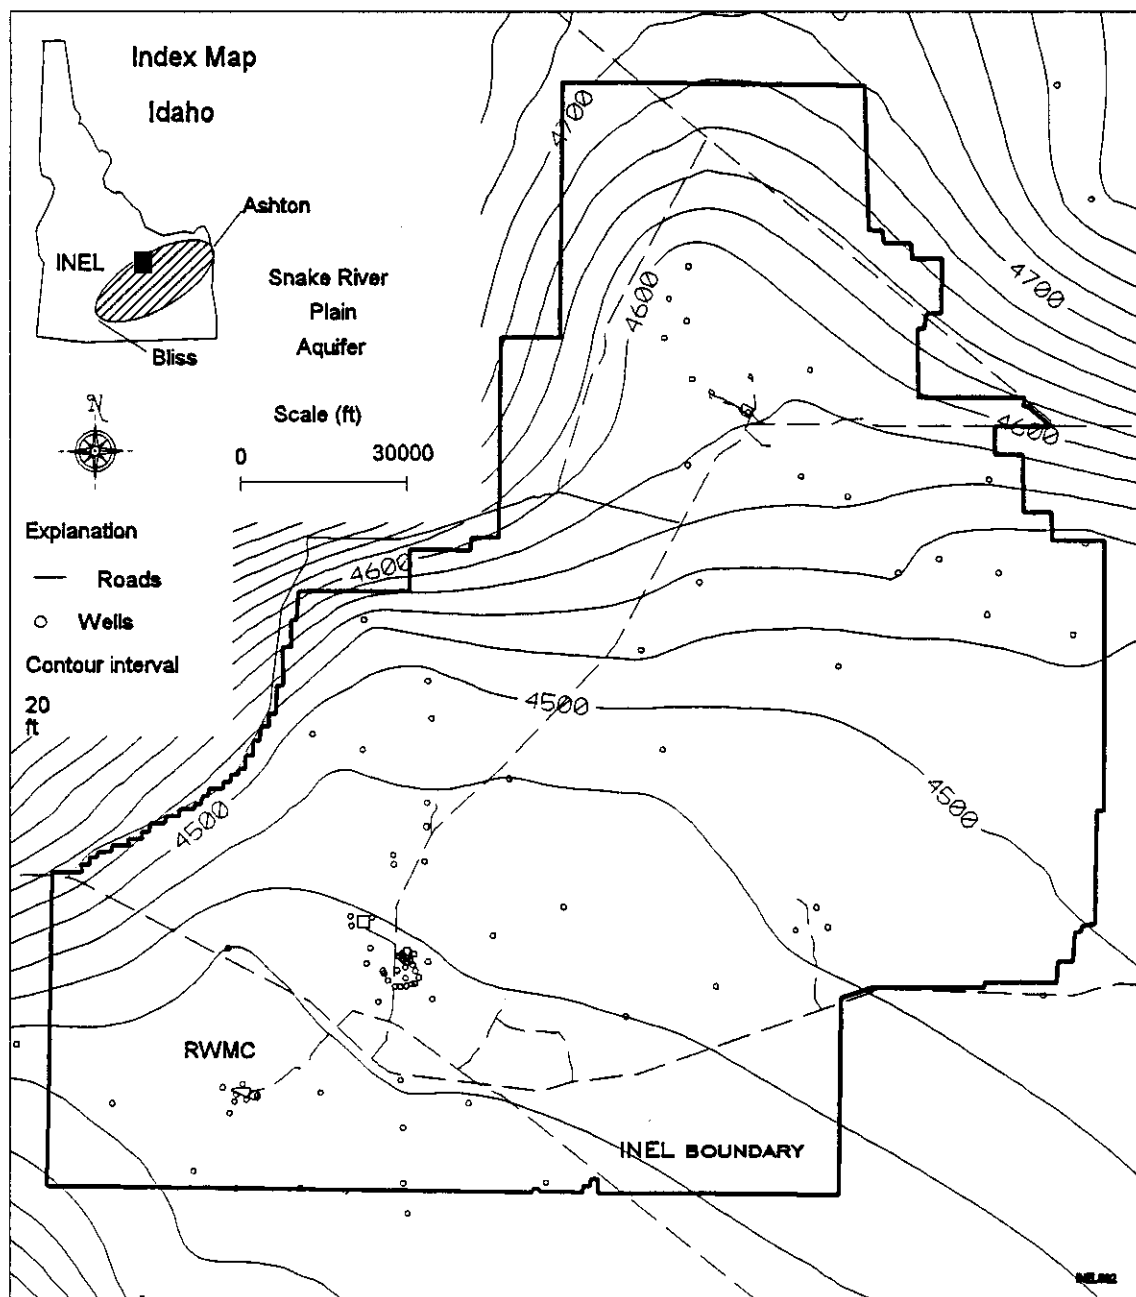 Index Map
Idaho
Ashton
INEL
Snake River
Plain
Aquifer
Bliss
N
Scale (ft)
0 30000
Explanation
Roads
Wells
Contour interval
20
ft
4700
4700
4600
4600
4600
4500
4500
4500
RWMC
INEL BOUNDARY